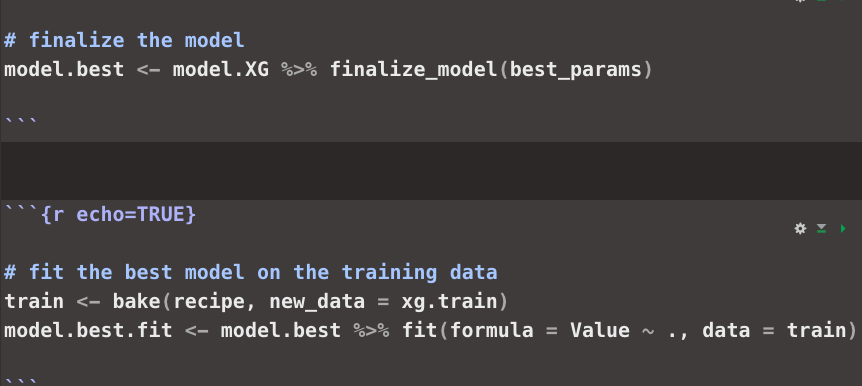 # finalize the model
model.best <- model.XG %>% finalize_model(best_params)
```
```{r echo=TRUE}
# fit the best model on the training data
train <- bake(recipe, new_data = xg.train)
model.best.fit <- model.best %>% fit(formula = Value ~ ., data = train)
```